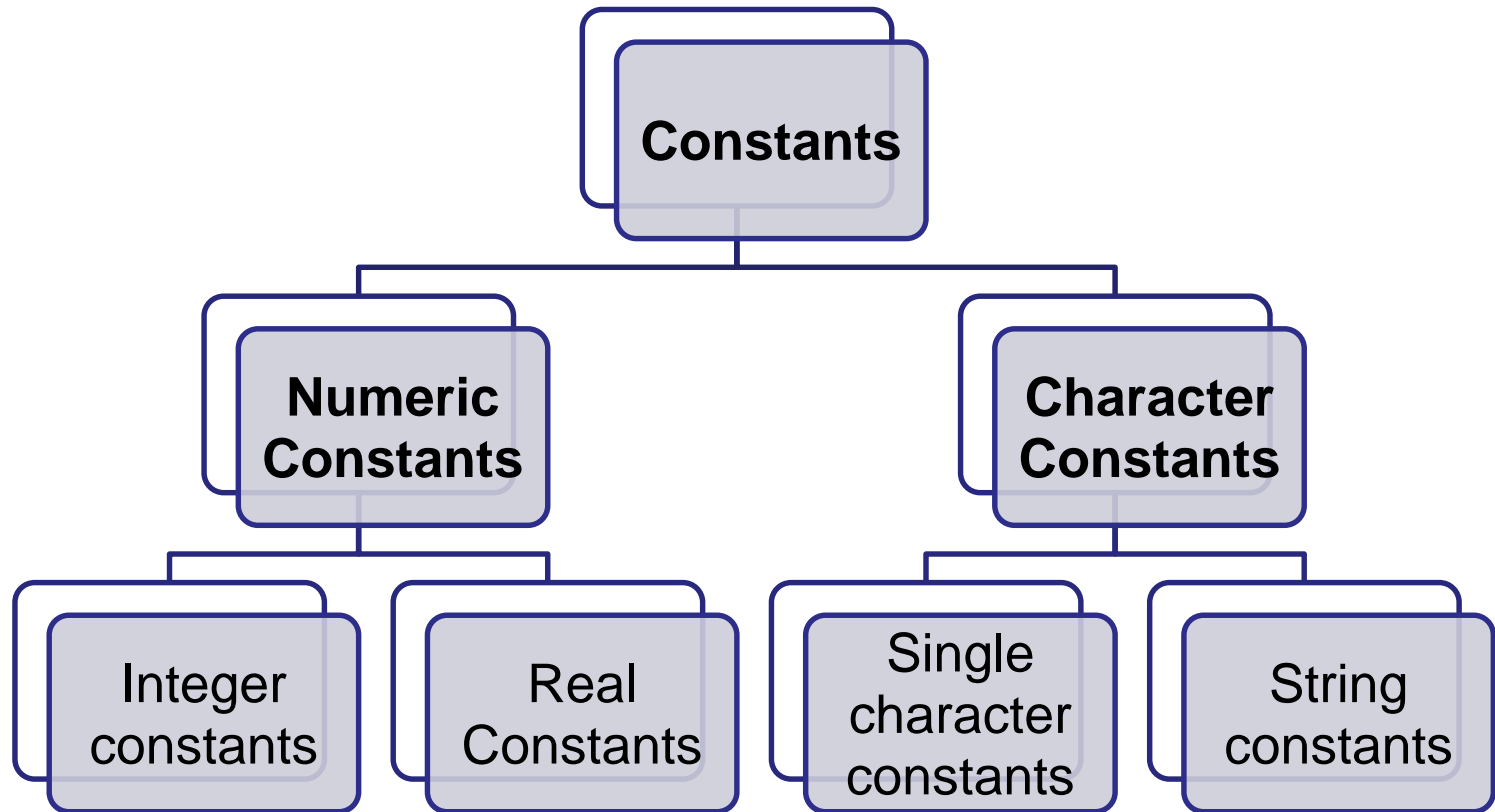 Constants
Numeric
Constants
Character
Constants
Integer
constants
Real
Constants
Single
character
constants
String
constants